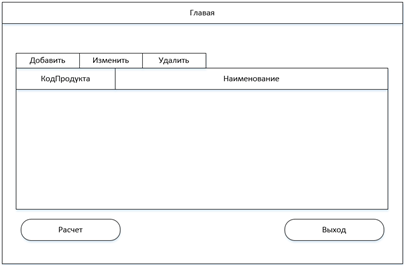 Главая
Добавить Изменить Удалить
КодПродукта Наименование
Расчет Выход